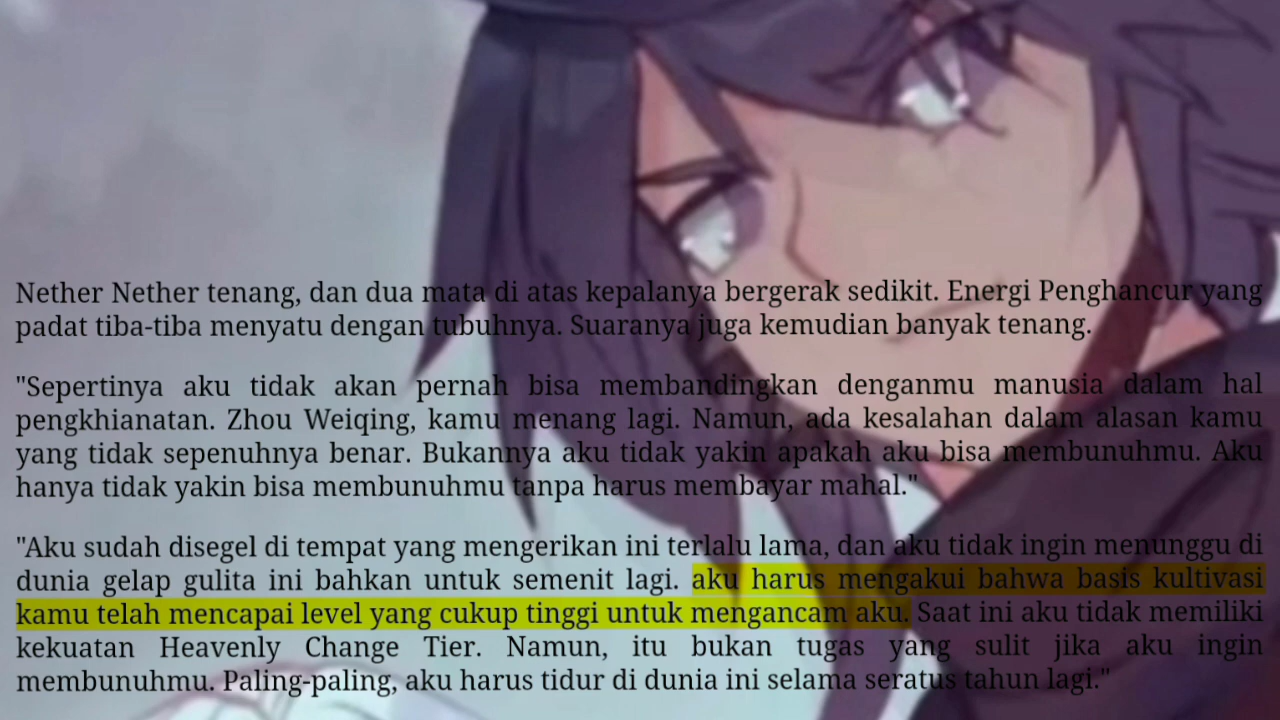 Nether Nether tenang, dan dua mata di atas kepalanya bergerak sedikit. Energi Penghancur yang
padat tiba-tiba menyatu dengan tubuhnya. Suaranya juga kemudian banyak tenang.
"Sepertinya aku tidak akan pernah bisa membandingkan denganmu manusia dalam hal
pengkhianatan. Zhou Weiqing, kamu menang lagi. Namun, ada kesalahan dalam alasan kamu
yang tidak sepenuhnya benar. Bukannya aku tidak yakin apakah aku bisa membunuhmu. Aku
hanya tidak yakin bisa membunuhmu tanpa harus membayar mahal."
"Aku sudah disegel di tempat yang mengerikan ini terlalu lama, dan aku tidak ingin menunggu di
dunia gelap gulita ini bahkan untuk semenit lagi. aku harus mengakui bahwa basis kultivasi
kamu telah mencapai level yang cukup tinggi untuk mengancam aku. Saat ini aku tidak memiliki
kekuatan Heavenly Change Tier. Namun, itu bukan tugas yang sulit jika aku ingin
membunuhmu. Paling-paling, aku harus tidur di dunia ini selama seratus tahun lagi."